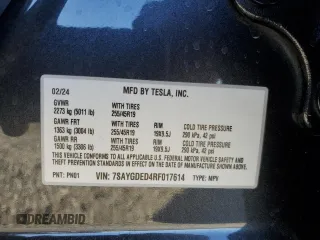 MFD BY TESLA, INC.
02/24
GVWR
2273 kg (5011 lb)
WITH TIRES
255/45R19
GAWR FRT
1363 kg (3004 lb)
WITH TIRES
255/45R19
RIM
19X9.5J
COLD TIRE PRESSURE
290 kPa, 42 psi
GAWR RR
1500 kg (3306 lb)
WITH TIRES
255/45R19
RIM
19X9.5J
COLD TIRE PRESSURE
290 kPa, 42 psi
THIS VEHICLE CONFORMS TO ALL APPLICABLE U.S. FEDERAL MOTOR VEHICLE SAFETY
AND THEFT PREVENTION STANDARDS IN EFFECT ON THE DATE OF MANUFACTURE
SHOWN ABOVE.
PNT: PN01
VIN: 7SAYGDED4RF017614
TYPE: MPV
DREAMBID